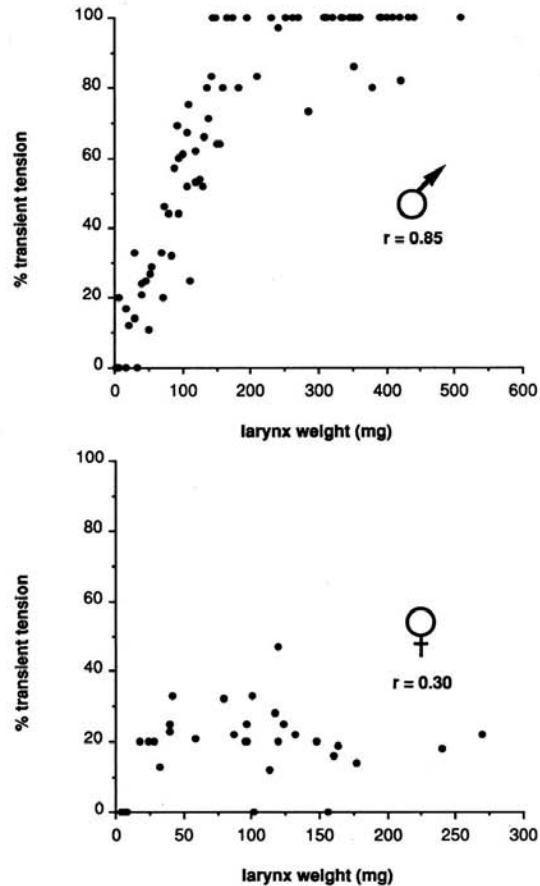 100
80
60
40
20
0
% transient tension
r = 0.85
0 100 200 300 400 500 600
larynx weight (mg)
100
80
60
40
20
0
% transient tension
r = 0.30
0 50 100 150 200 250 300
larynx weight (mg)